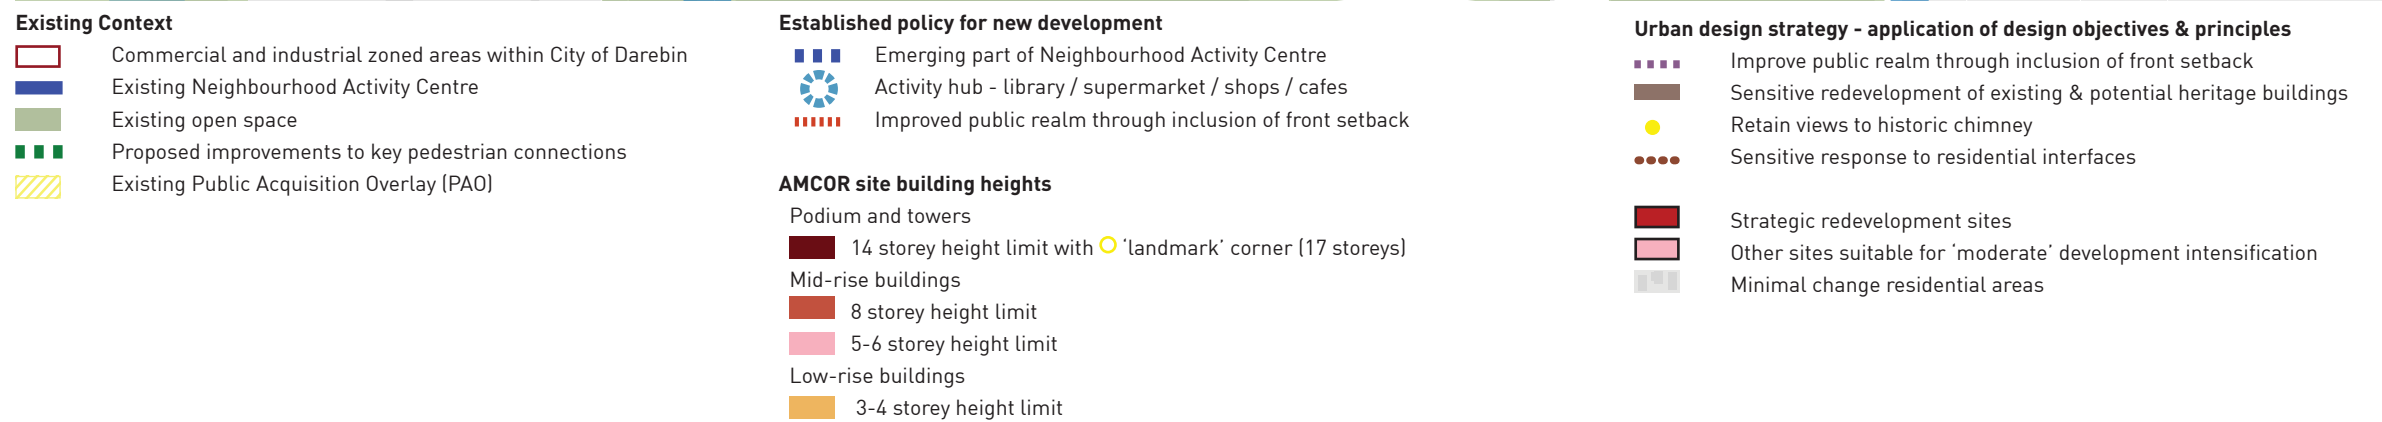 Existing Context
Commercial and industrial zoned areas within City of Darebin
Existing Neighbourhood Activity Centre
Existing open space
Proposed improvements to key pedestrian connections
Existing Public Acquisition Overlay (PAO)
Established policy for new development
Emerging part of Neighbourhood Activity Centre
Activity hub - library / supermarket / shops / cafes
Improved public realm through inclusion of front setback
AMCOR site building heights
Podium and towers
14 storey height limit with ‘landmark’ corner (17 storeys)
Mid-rise buildings
8 storey height limit
5-6 storey height limit
Low-rise buildings
3-4 storey height limit
Urban design strategy - application of design objectives & principles
Improve public realm through inclusion of front setback
Sensitive redevelopment of existing & potential heritage buildings
Retain views to historic chimney
Sensitive response to residential interfaces
Strategic redevelopment sites
Other sites suitable for ‘moderate’ development intensification
Minimal change residential areas